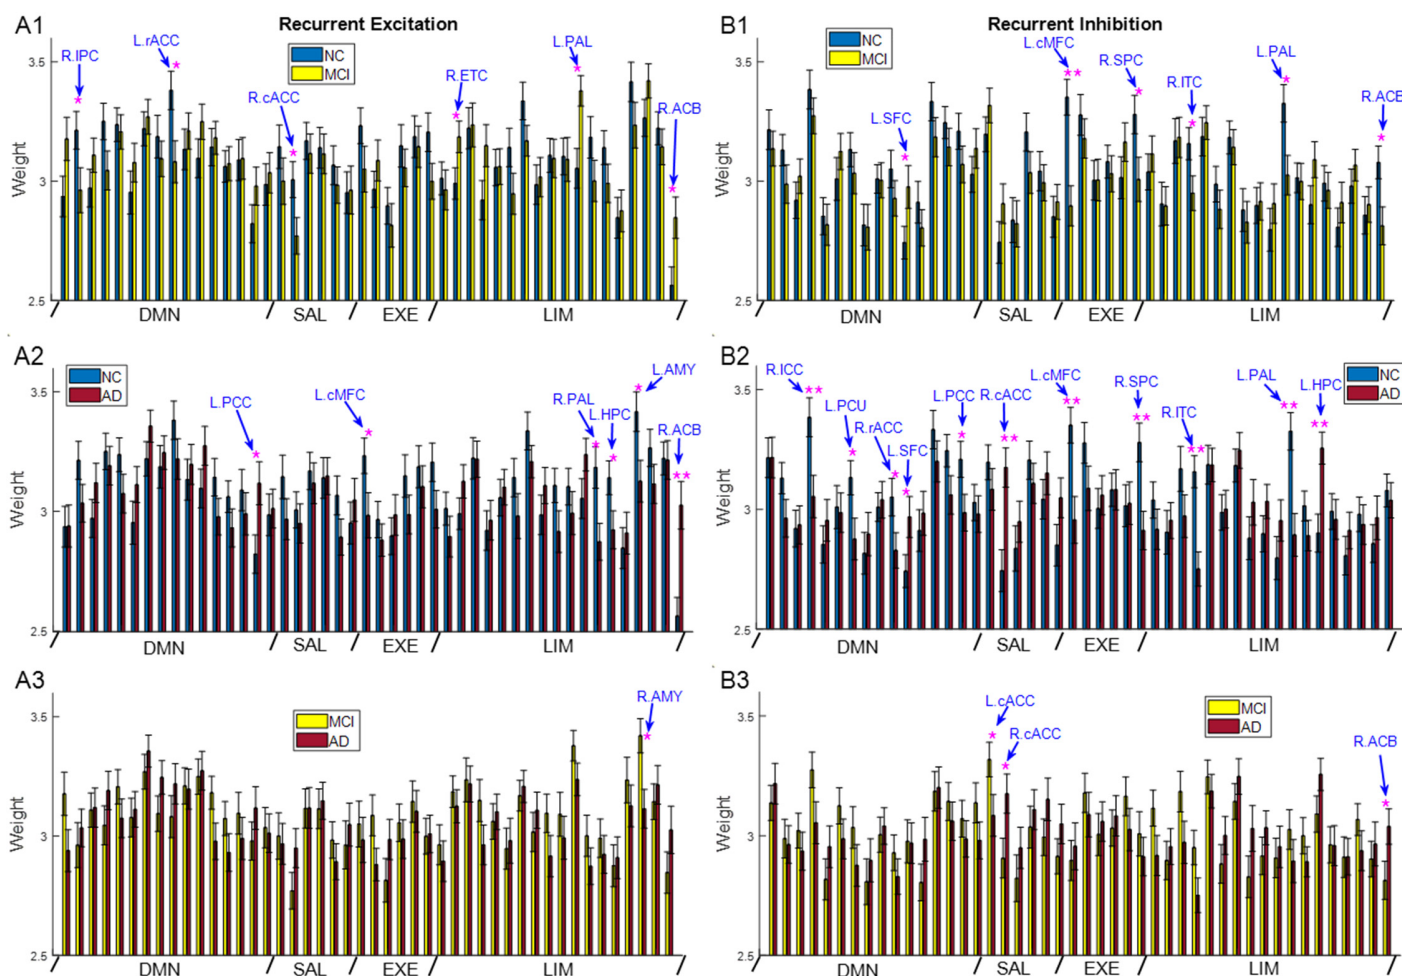 A1
Recurrent Excitation
NC
MCI
R.IPC
L.rACC
*
*
R.cACC
*
R.ETC
*
L.PAL
*
R.ACB
*
Weight
3.5
3
2.5
DMN
SAL
EXE
LIM
B1
Recurrent Inhibition
NC
MCI
L.SFC
*
L.cMFC
**
R.SPC
*
R.ITC
*
L.PAL
*
R.ACB
*
Weight
3.5
3
2.5
DMN
SAL
EXE
LIM
A2
NC
AD
L.PCC
*
L.cMFC
*
R.PAL
*
L.HPC
*
L.AMY
*
R.ACB
**
Weight
3.5
3
2.5
DMN
SAL
EXE
LIM
B2
NC
AD
R.ICC
**
L.PCU
*
R.rACC
*
L.SFC
*
L.PCC
*
R.cACC
**
L.cMFC
**
R.SPC
**
R.ITC
**
L.PAL
**
L.HPC
**
Weight
3.5
3
2.5
DMN
SAL
EXE
LIM
A3
MCI
AD
R.AMY
*
Weight
3.5
3
2.5
DMN
SAL
EXE
LIM
B3
MCI
AD
L.cACC
*
R.cACC
*
R.ACB
*
Weight
3.5
3
2.5
DMN
SAL
EXE
LIM